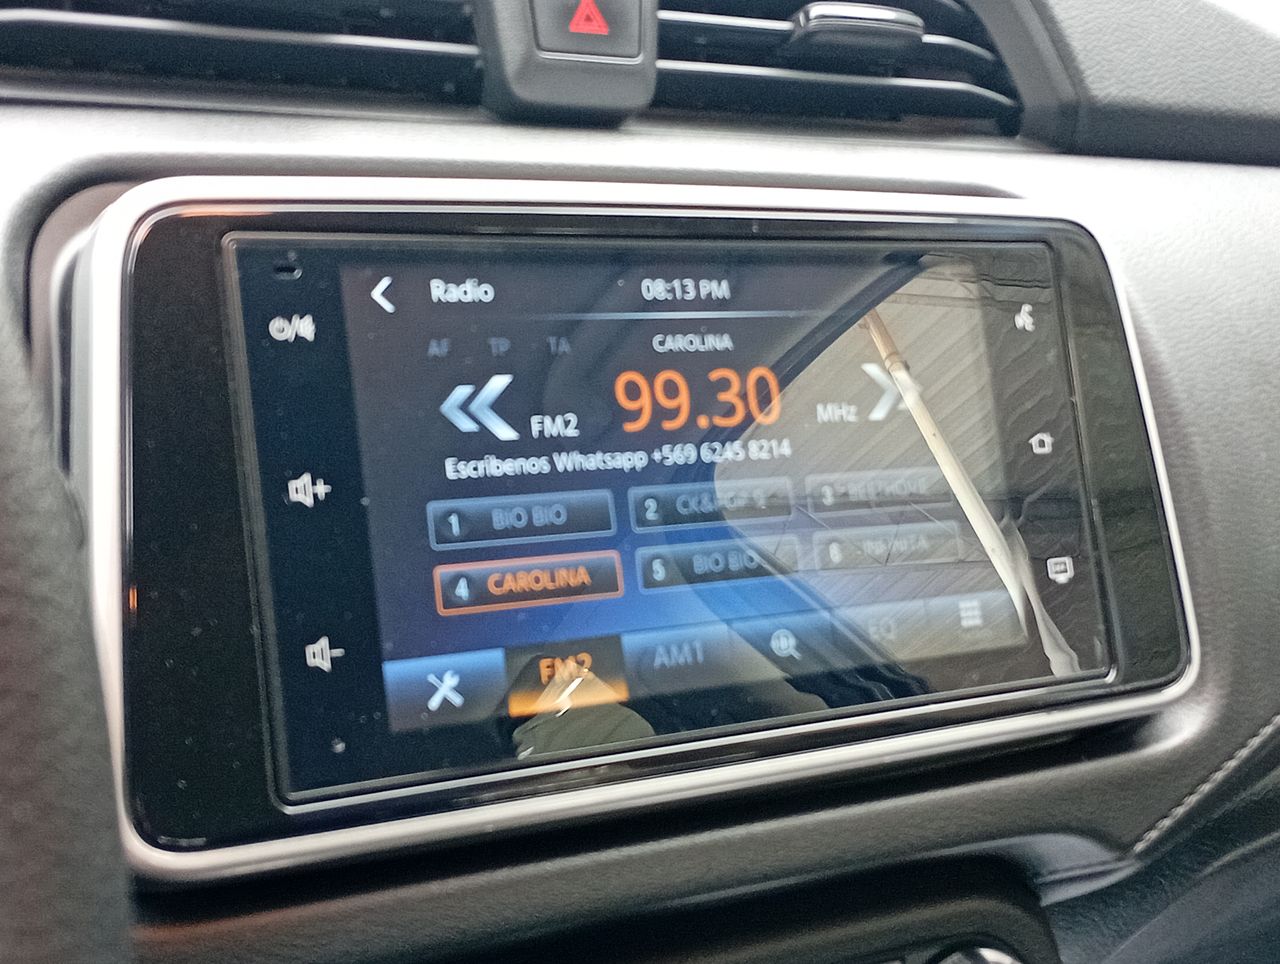 Radio 08:13 PM
AF TP TA CAROLINA
FM2 99.30 MHz
Escríbenos Whatsapp +569 6245 8214
1 BIO BIO 2 3
4 CAROLINA 5 BIO BIO 6
FM2 AM1 EQ